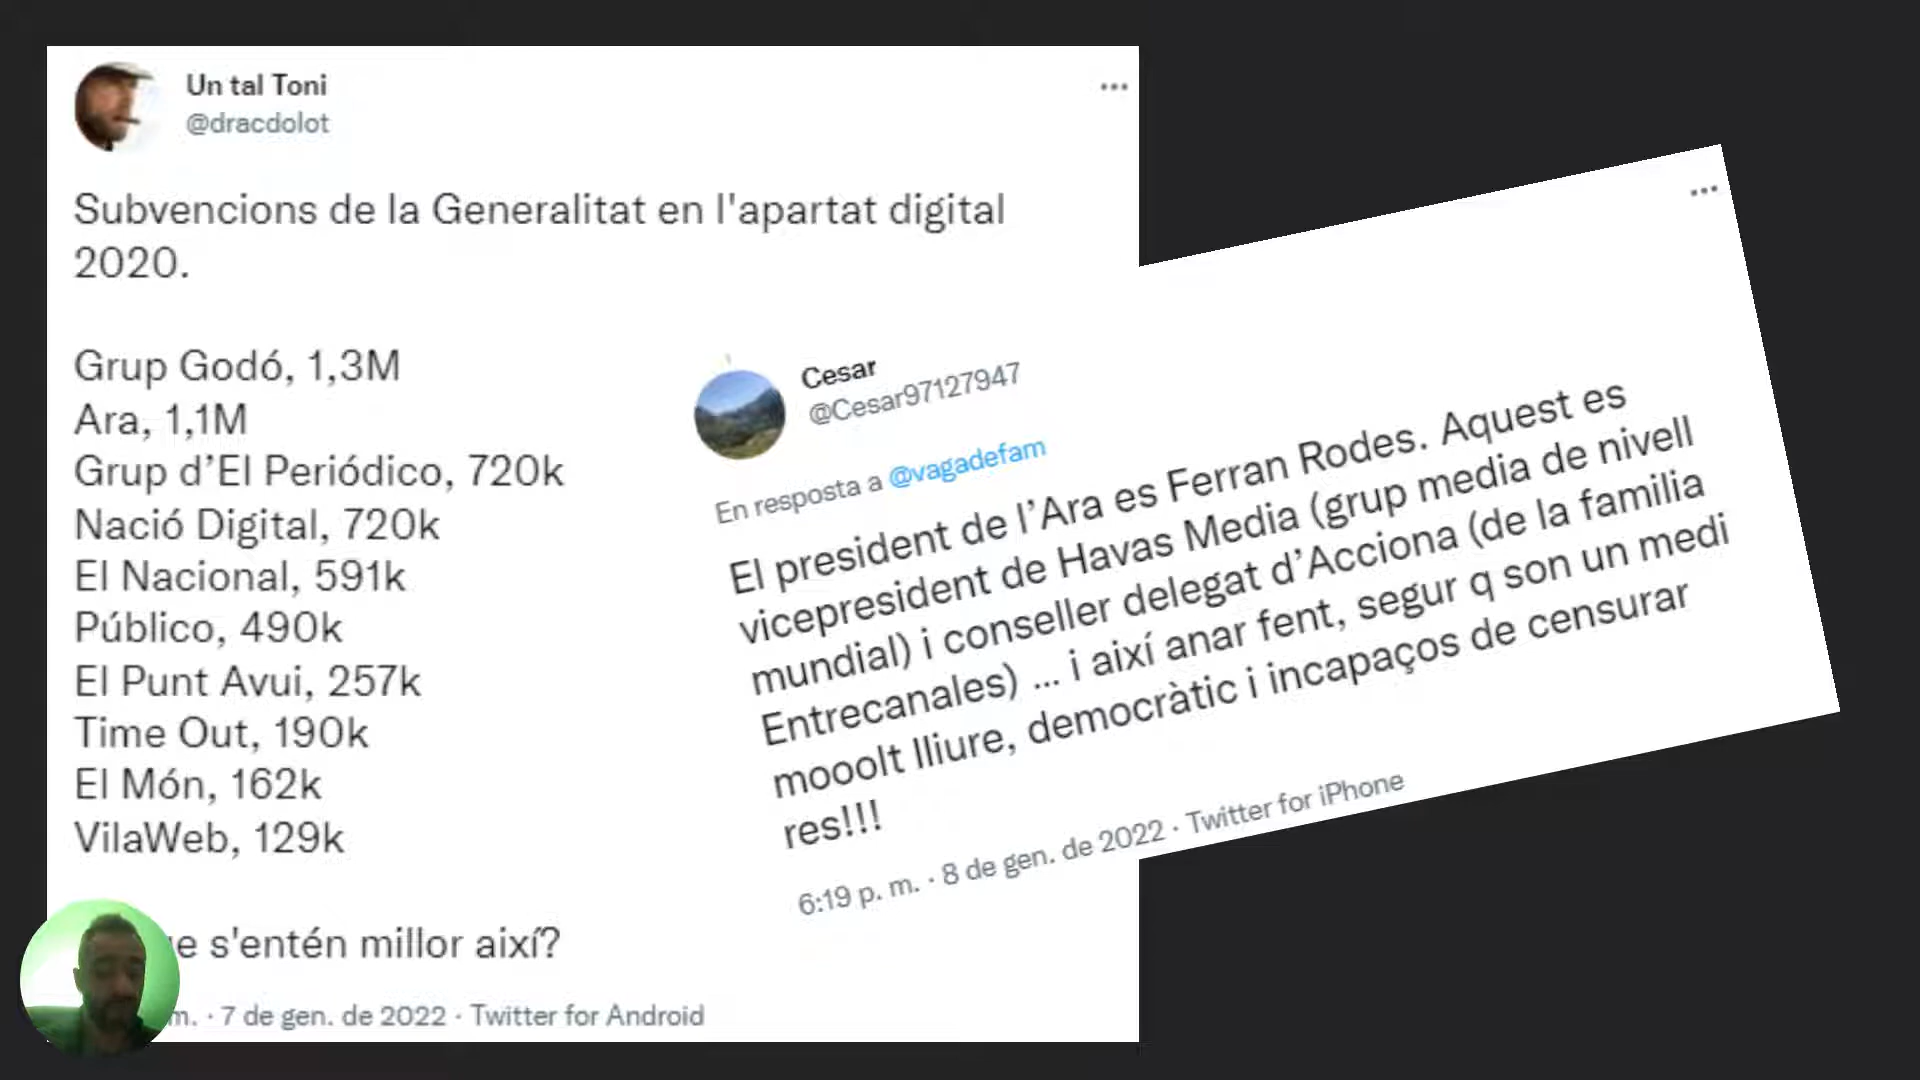 Un tal Toni
@dracdolot
Subvencions de la Generalitat en l'apartat digital
2020.
Grup Godó, 1,3M
Ara, 1,1M
Grup d’El Periódico, 720k
Nació Digital, 720k
El Nacional, 591k
Público, 490k
El Punt Avui, 257k
Time Out, 190k
El Món, 162k
VilaWeb, 129k
s'entén millor així?
m. · 7 de gen. de 2022 · Twitter for Android
Cesar
@Cesar97127947
En resposta a @vagadefam
El president de l’Ara es Ferran Rodes. Aquest es
vicepresident de Havas Media (grup media de nivell
mundial) i conseller delegat d’Acciona (de la familia
Entrecanales) ... i així anar fent, segur q son un medi
mooolt lliure, democràtic i incapaços de censurar
res!!!
6:19 p. m. · 8 de gen. de 2022 · Twitter for iPhone